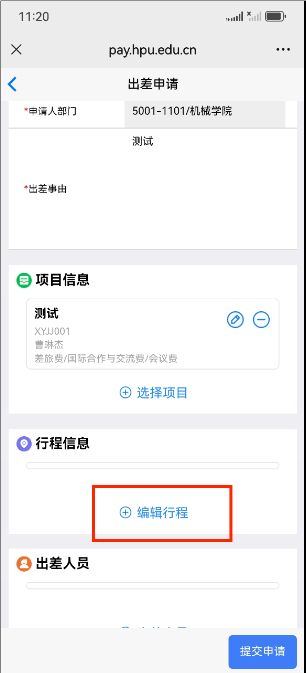 11:20
pay.hpu.edu.cn
出差申请
*申请人部门
5001-1101/机械学院
测试
*出差事由
项目信息
测试
XYJJ001
曹琳杰
差旅费/国际合作与交流费/会议费
选择项目
行程信息
编辑行程
出差人员
提交申请